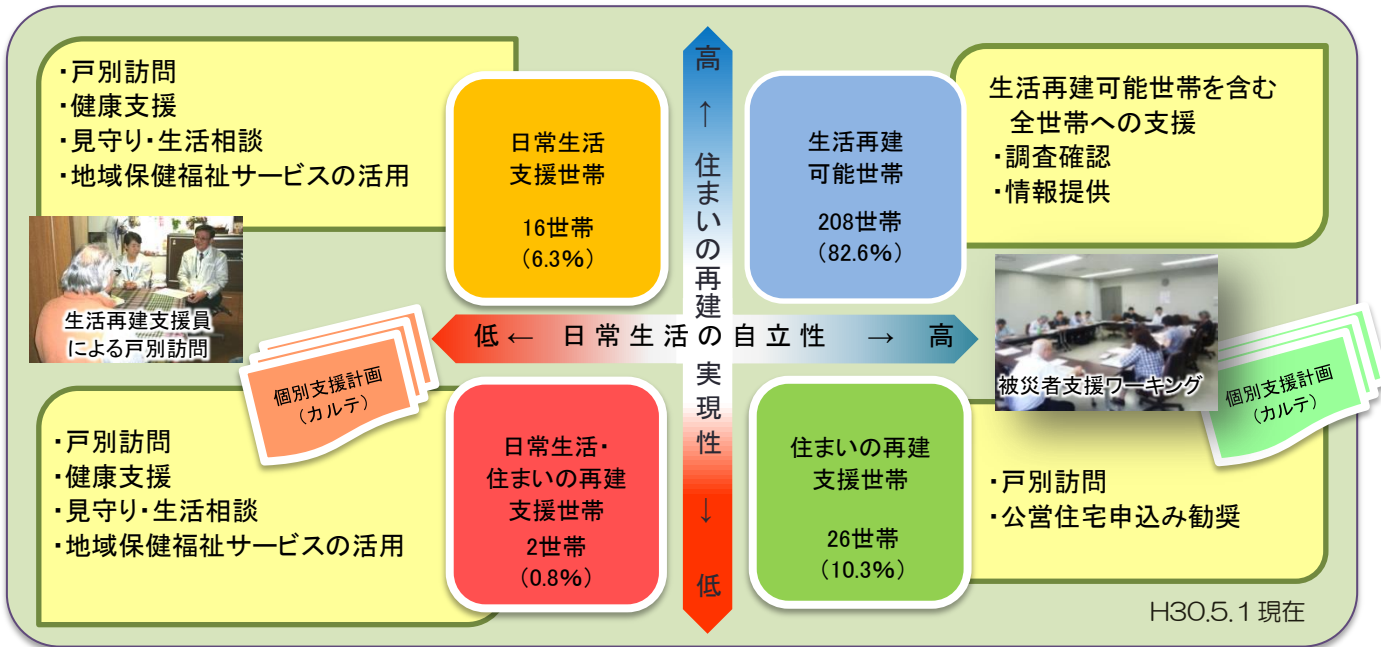 ・戸別訪問
・健康支援
・見守り・生活相談
・地域保健福祉サービスの活用
生活再建支援員
による戸別訪問
日常生活
支援世帯
16世帯
（6.3%）
高 ↑ 住まいの再建の実現性 ↓ 低
生活再建
可能世帯
208世帯
（82.6%）
生活再建可能世帯を含む
全世帯への支援
・調査確認
・情報提供
被災者支援ワーキング
低 ← 日常生活の自立性 → 高
個別支援計画
（カルテ）
個別支援計画
（カルテ）
・戸別訪問
・健康支援
・見守り・生活相談
・地域保健福祉サービスの活用
日常生活・
住まいの再建
支援世帯
2世帯
（0.8%）
住まいの再建
支援世帯
26世帯
（10.3%）
・戸別訪問
・公営住宅申込み勧奨
H30.5.1 現在